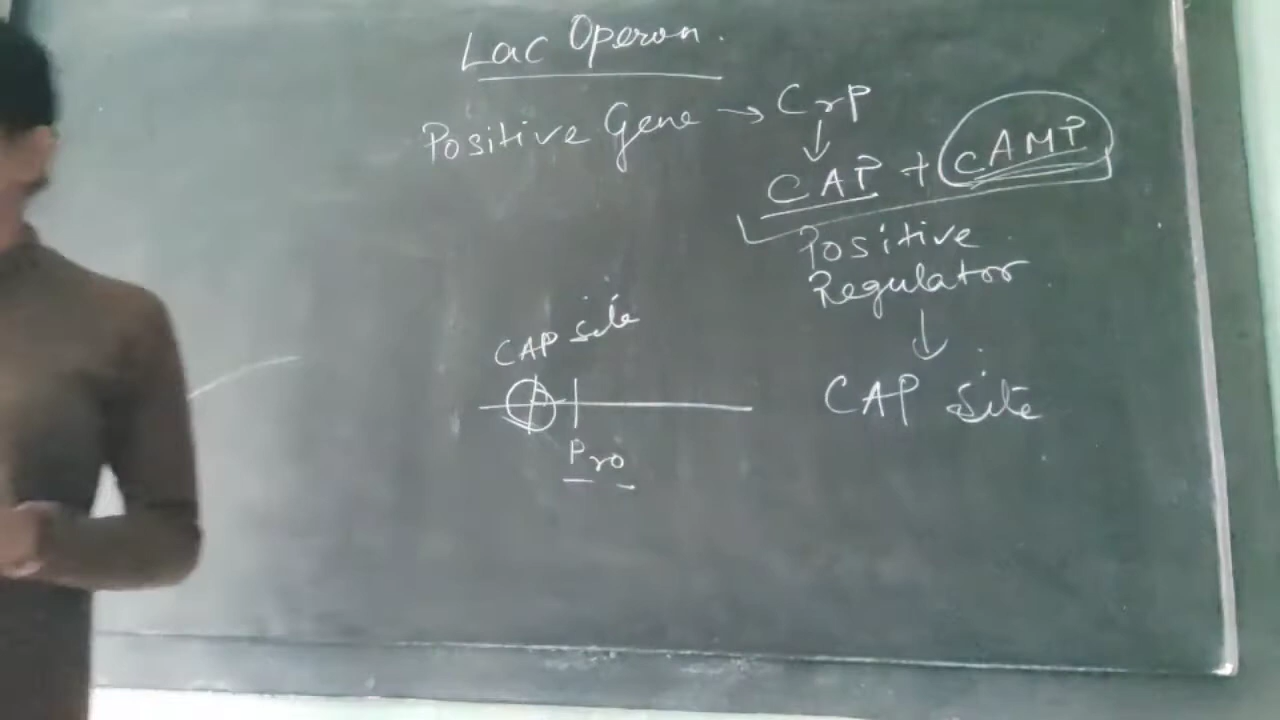 Lac Operon.
Positive Gene → Crp
↓
CAP + cAMP
Positive
Regulator
↓
CAP site
CAP site
Pro